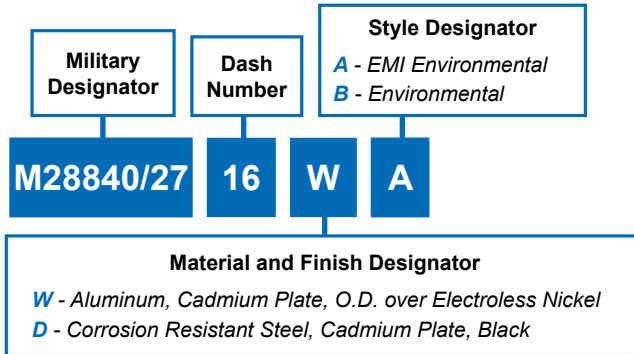 Style Designator
A - EMI Environmental
B - Environmental
Military
Designator
Dash
Number
M28840/27 16 W A
Material and Finish Designator
W - Aluminum, Cadmium Plate, O.D. over Electroless Nickel
D - Corrosion Resistant Steel, Cadmium Plate, Black